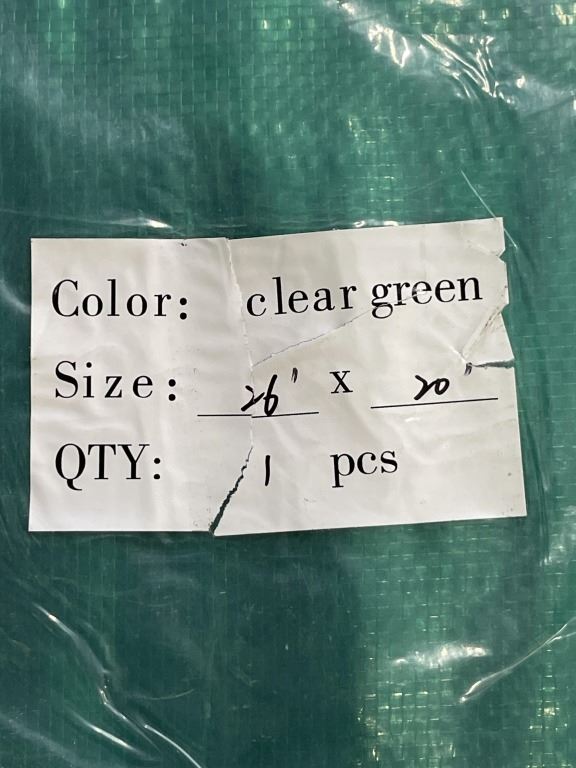 Color: clear green
Size: 26' x 20'
QTY: 1 pcs